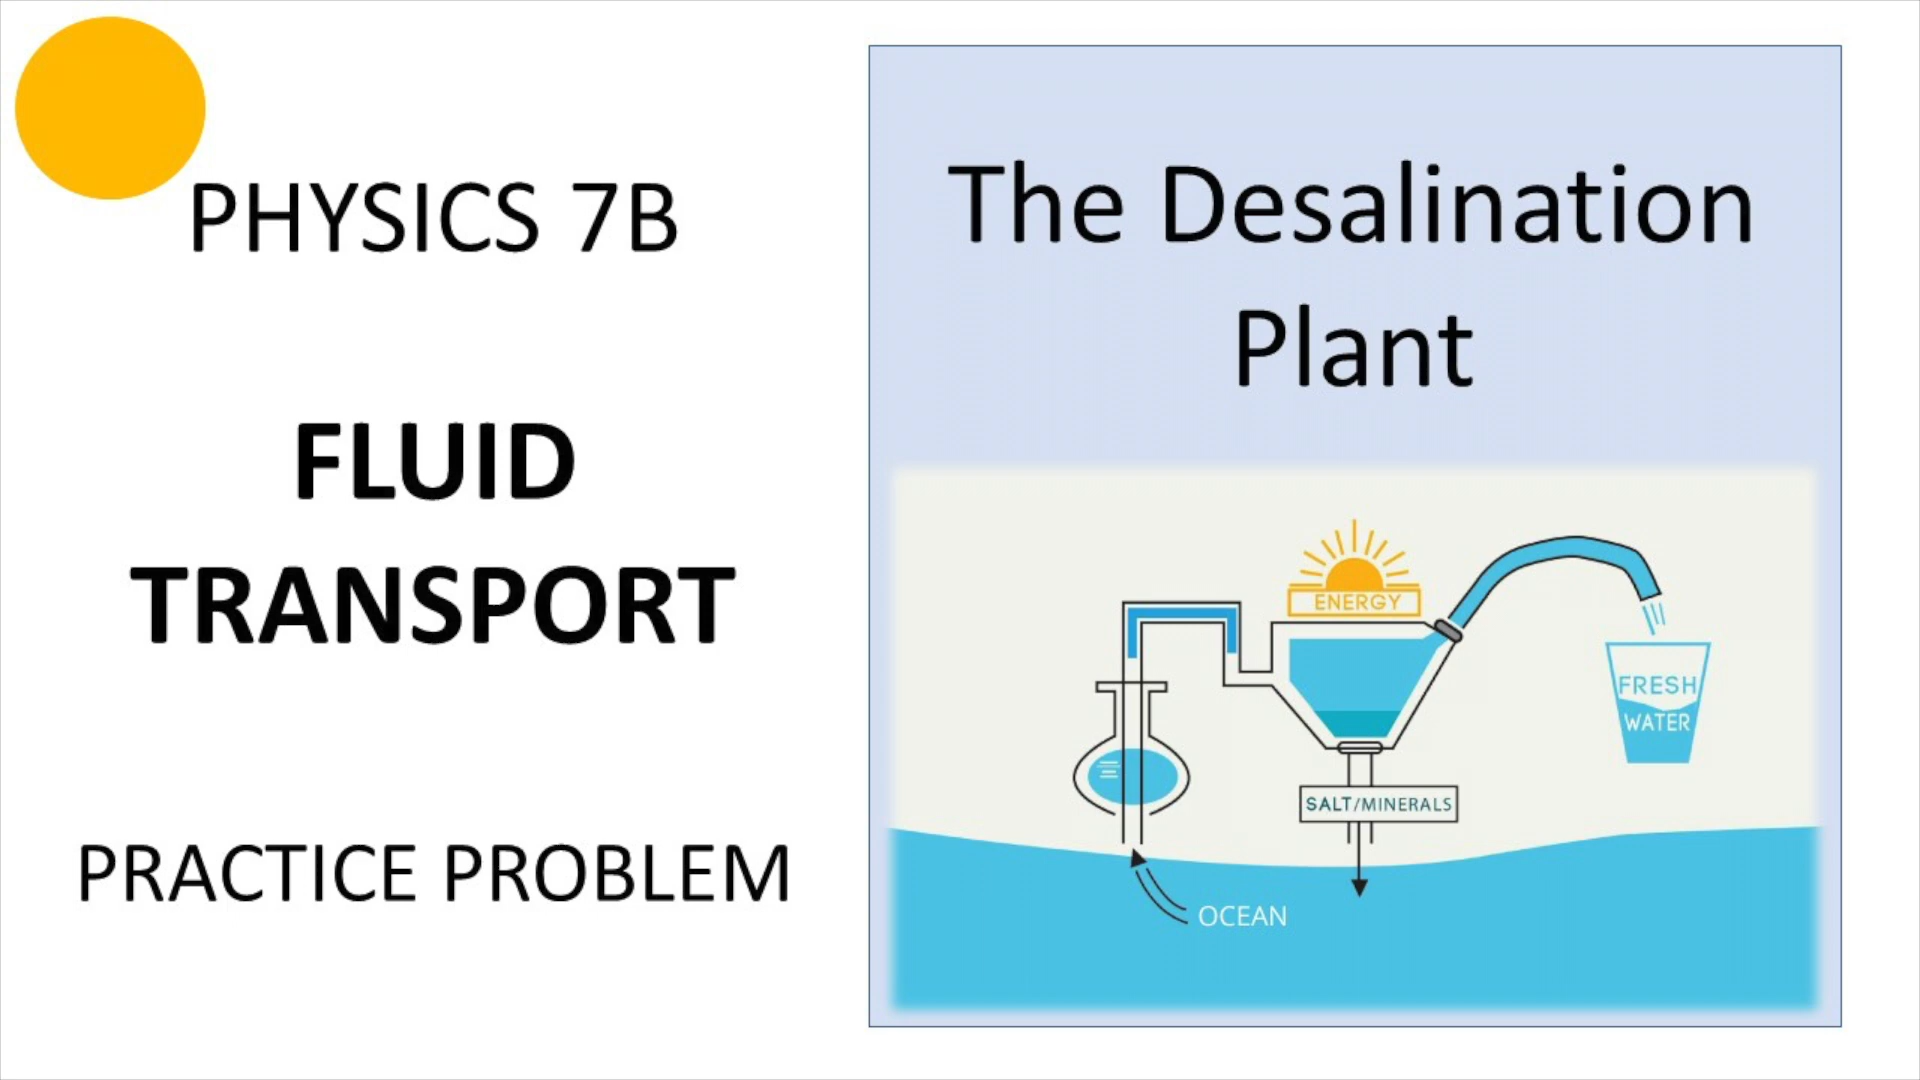 PHYSICS 7B
FLUID
TRANSPORT
PRACTICE PROBLEM
The Desalination
Plant
ENERGY
FRESH
WATER
SALT/MINERALS
OCEAN